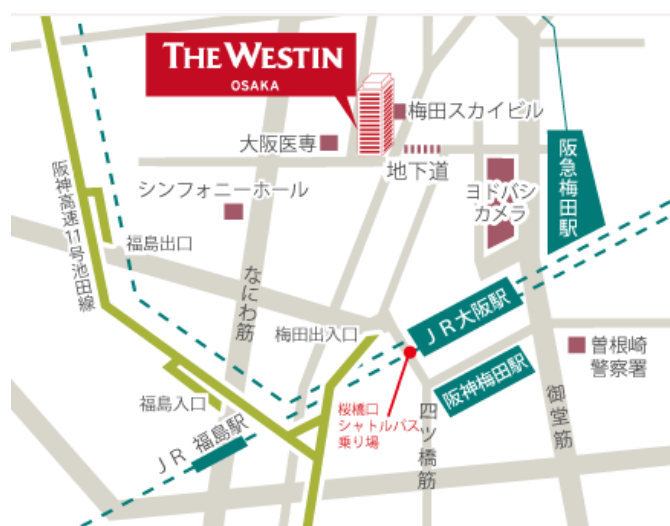 THE WESTIN
OSAKA
梅田スカイビル
大阪医専
地下道
阪急梅田駅
ヨドバシ
カメラ
シンフォニーホール
阪神高速11号池田線
福島出口
なにわ筋
JR大阪駅
梅田出入口
曽根崎
警察署
阪神梅田駅
御堂筋
福島入口
桜橋口
シャトルバス
乗り場
四ツ橋筋
JR 福島駅